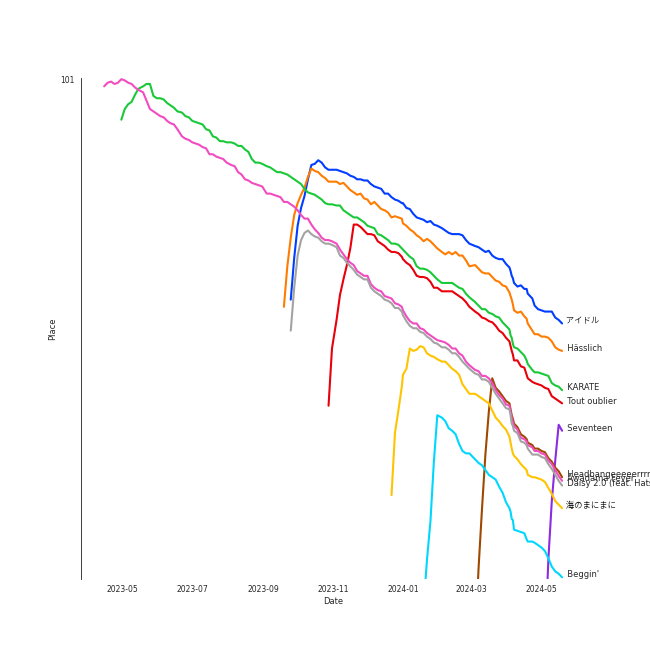 101
Place
アイドル
Hässlich
KARATE
Tout oublier
Seventeen
Daisy 2.0 (feat. Hats
海のまにまに
Beggin'
2023-05
2023-07
2023-09
2023-11
2024-01
2024-03
2024-05
Date